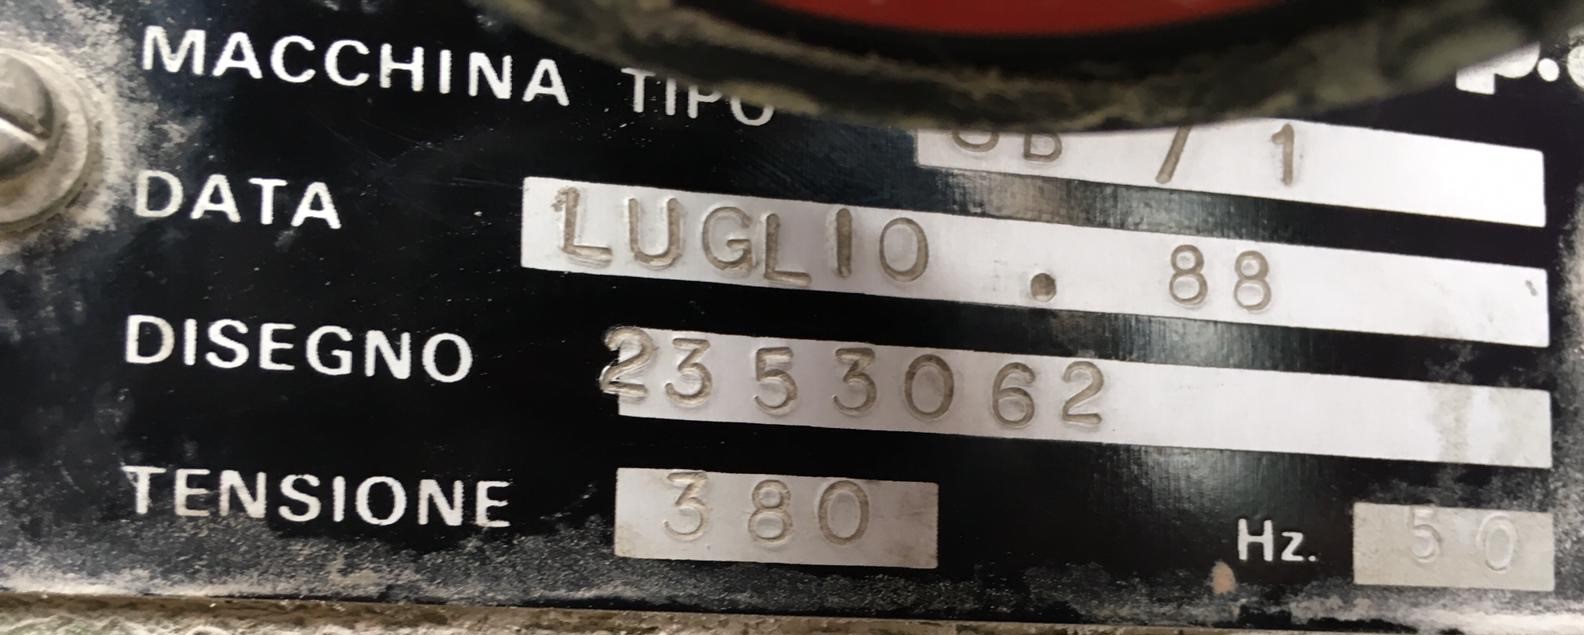 MACCHINA TIPO / 1
DATA LUGLIO . 88
DISEGNO 2353062
TENSIONE 380 Hz. 50